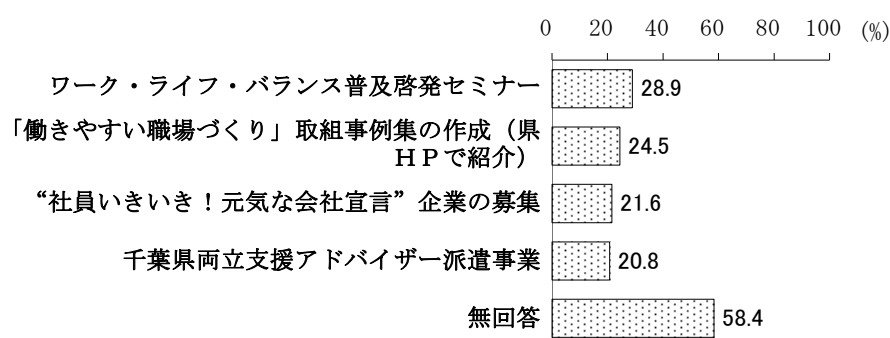 0 20 40 60 80 100 (%)
ワーク・ライフ・バランス普及啓発セミナー 28.9
「働きやすい職場づくり」取組事例集の作成（県
ＨＰで紹介） 24.5
“社員いきいき！元気な会社宣言”企業の募集 21.6
千葉県両立支援アドバイザー派遣事業 20.8
無回答 58.4